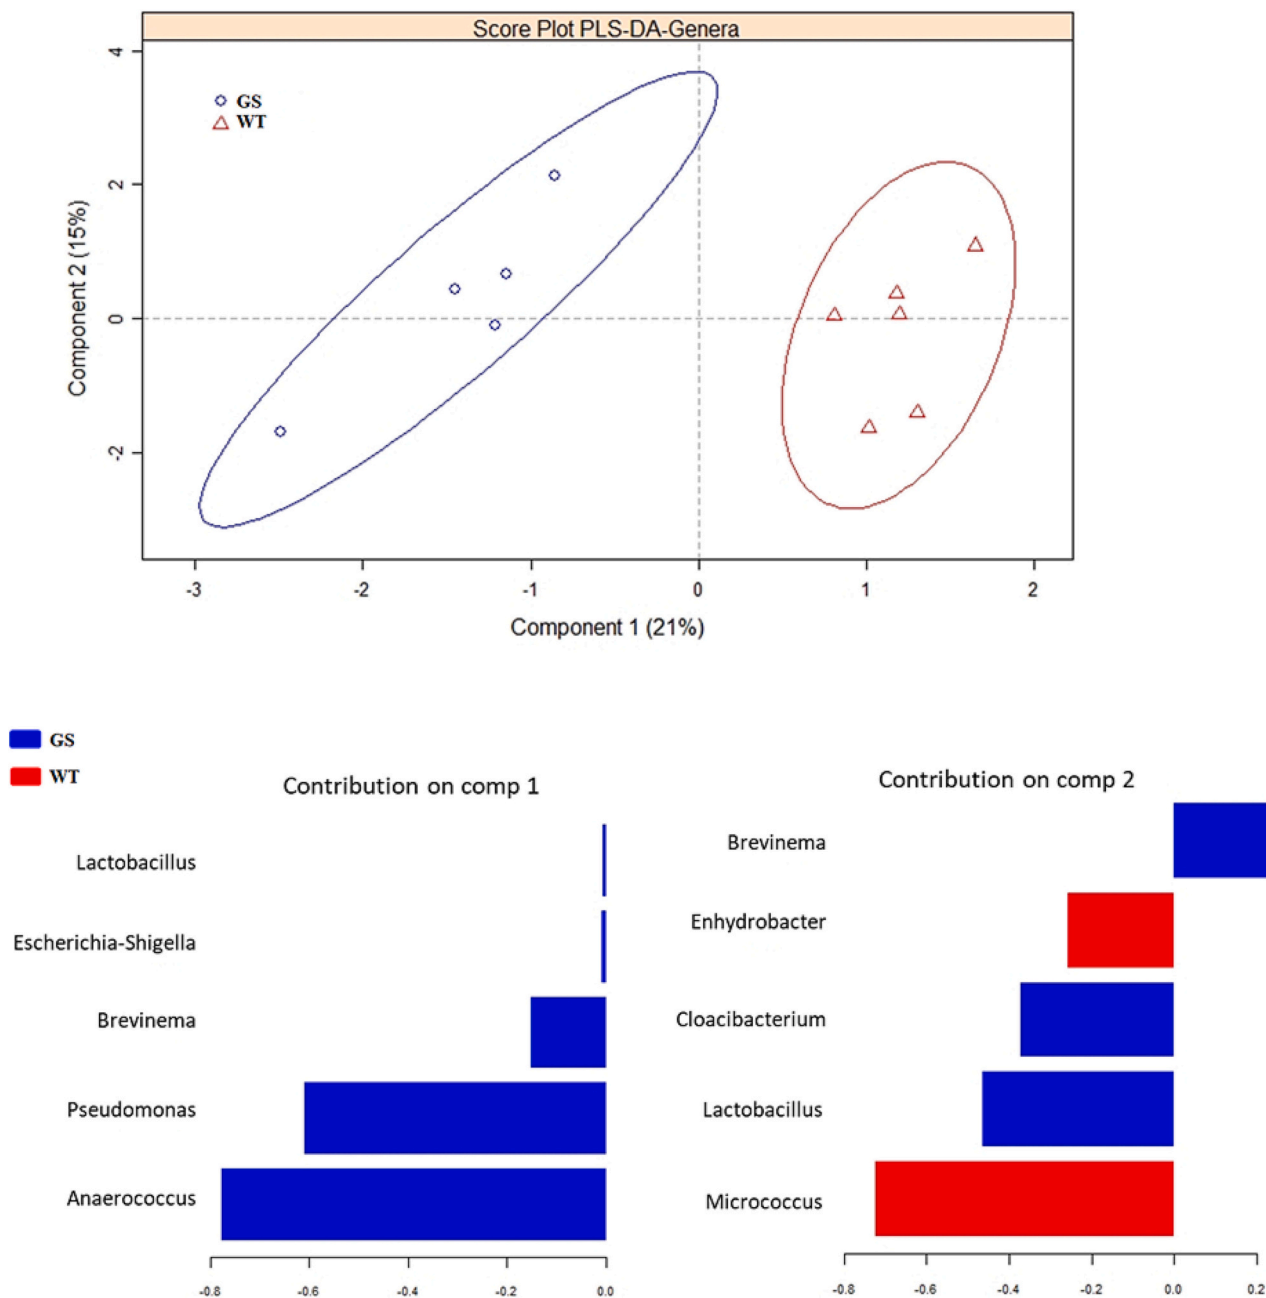 Score Plot PLS-DA-Genera
GS
WT
4
2
0
-2
Component 2 (15%)
-3
-2
-1
0
1
2
Component 1 (21%)
GS
WT
Contribution on comp 1
Lactobacillus
Escherichia-Shigella
Brevinema
Pseudomonas
Anaerococcus
-0.8
-0.6
-0.4
-0.2
0.0
Contribution on comp 2
Brevinema
Enhydrobacter
Cloacibacterium
Lactobacillus
Micrococcus
-0.8
-0.6
-0.4
-0.2
0.0
0.2